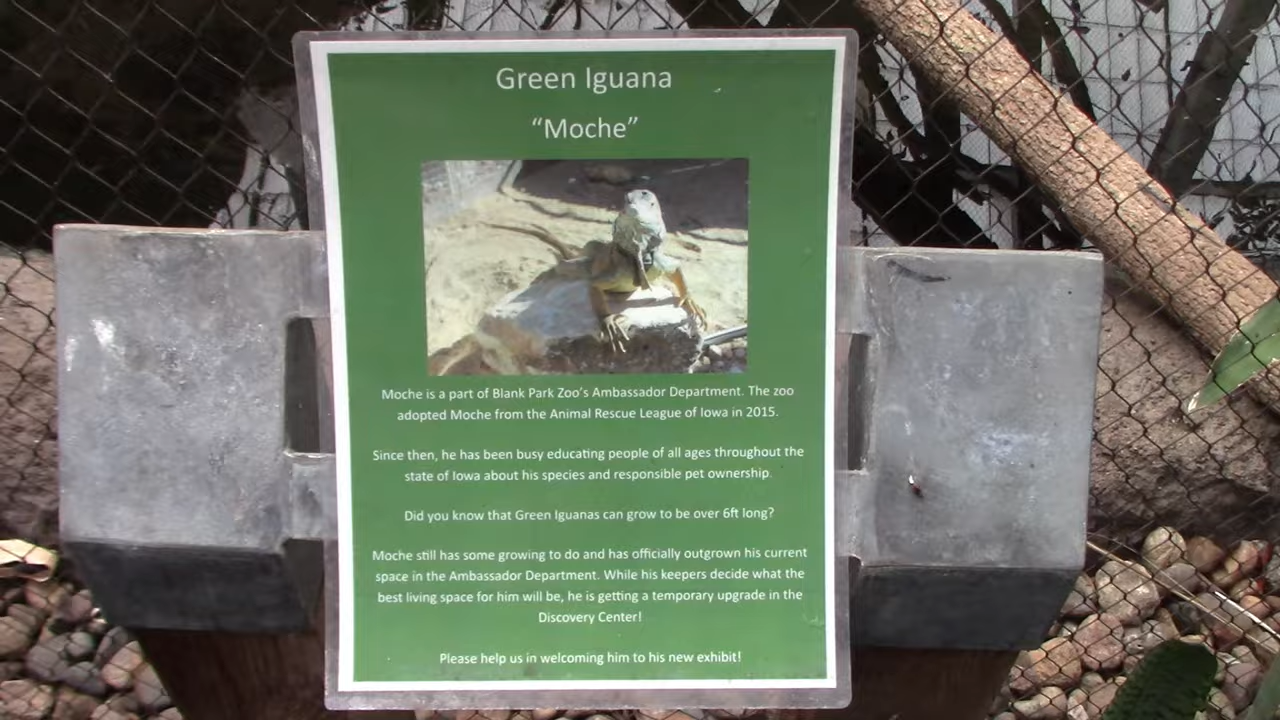 Green Iguana
“Moche”
Moche is a part of Blank Park Zoo’s Ambassador Department. The zoo
adopted Moche from the Animal Rescue League of Iowa in 2015.
Since then, he has been busy educating people of all ages throughout the
state of Iowa about his species and responsible pet ownership.
Did you know that Green Iguanas can grow to be over 6ft long?
Moche still has some growing to do and has officially outgrown his current
space in the Ambassador Department. While his keepers decide what the
best living space for him will be, he is getting a temporary upgrade in the
Discovery Center!
Please help us in welcoming him to his new exhibit!